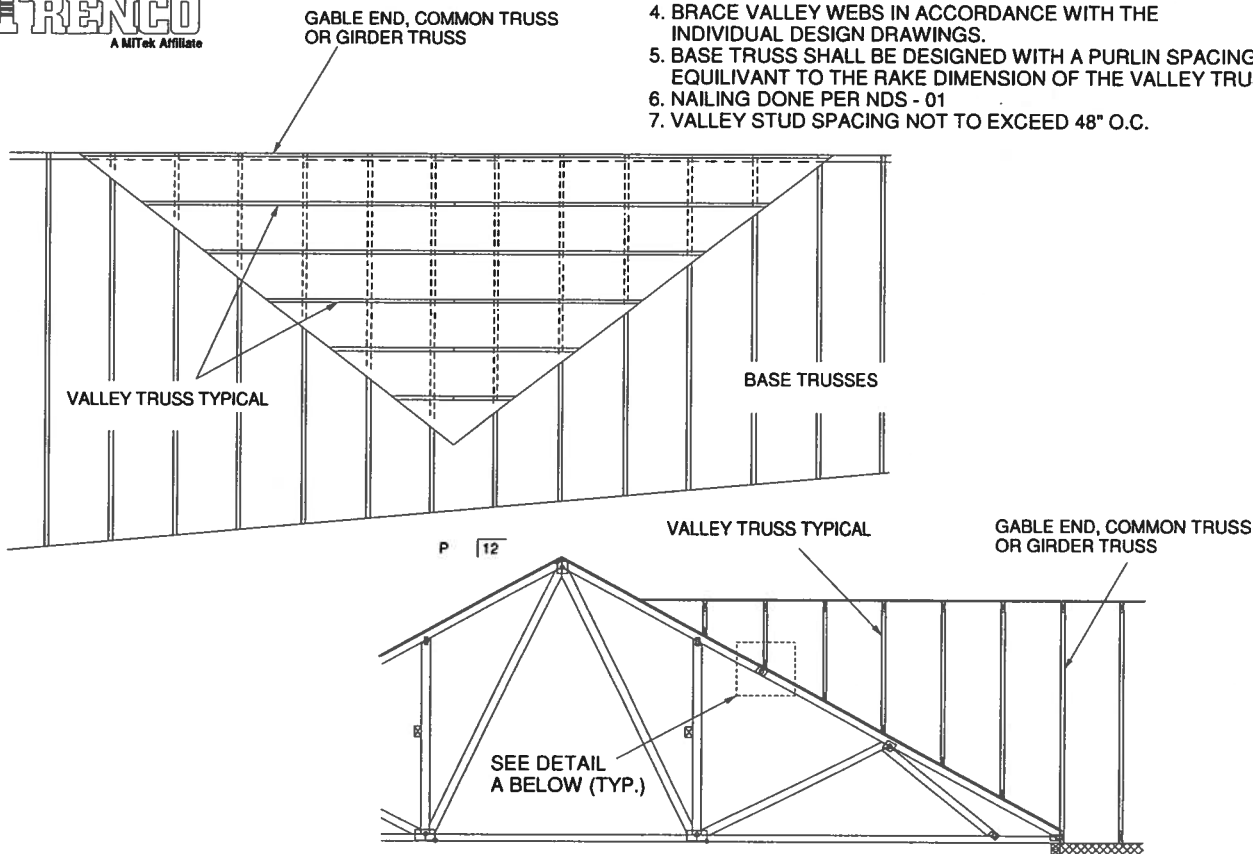 TRENCO
A MiTek Affiliate
GABLE END, COMMON TRUSS
OR GIRDER TRUSS
4. BRACE VALLEY WEBS IN ACCORDANCE WITH THE
INDIVIDUAL DESIGN DRAWINGS.
5. BASE TRUSS SHALL BE DESIGNED WITH A PURLIN SPACING
EQUILIVANT TO THE RAKE DIMENSION OF THE VALLEY
6. NAILING DONE PER NDS - 01
7. VALLEY STUD SPACING NOT TO EXCEED 48" O.C.
VALLEY TRUSS TYPICAL
BASE TRUSSES
P 12
VALLEY TRUSS TYPICAL
GABLE END, COMMON TRUSS
OR GIRDER TRUSS
SEE DETAIL
A BELOW (TYP.)